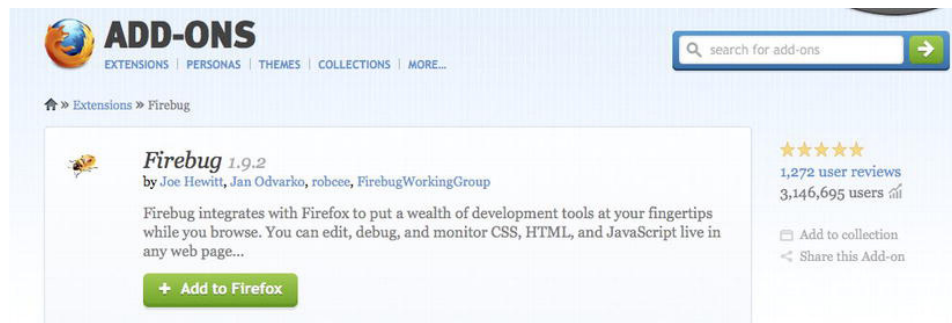 ADD-ONS
EXTENSIONS | PERSONAS | THEMES | COLLECTIONS | MORE...
search for add-ons
» Extensions » Firebug
Firebug 1.9.2
by Joe Hewitt, Jan Odvarko, robcee, FirebugWorkingGroup
Firebug integrates with Firefox to put a wealth of development tools at your fingertips
while you browse. You can edit, debug, and monitor CSS, HTML, and JavaScript live in
any web page...
+ Add to Firefox
1,272 user reviews
3,146,695 users
Add to collection
Share this Add-on